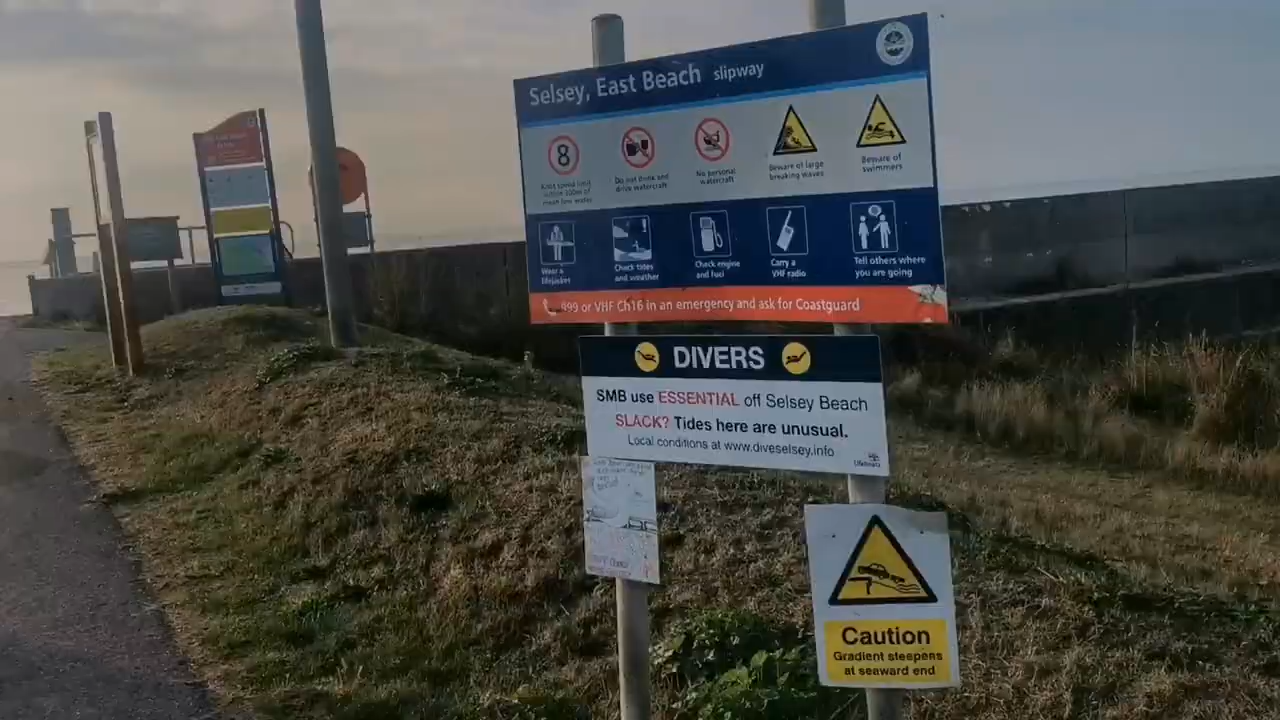 Selsey, East Beach slipway
8
Knot speed limit
within 300m of
mean low water
Do not drink and
drive watercraft
No personal
watercraft
Beware of large
breaking waves
Beware of
swimmers
Wear a
lifejacket
Check tides
and weather
Check engine
and fuel
Carry a
VHF radio
Tell others where
you are going
999 or VHF Ch16 in an emergency and ask for Coastguard
DIVERS
SMB use ESSENTIAL off Selsey Beach
SLACK? Tides here are unusual.
Local conditions at www.diveselsey.info
Lifeboats
Caution
Gradient steepens
at seaward end